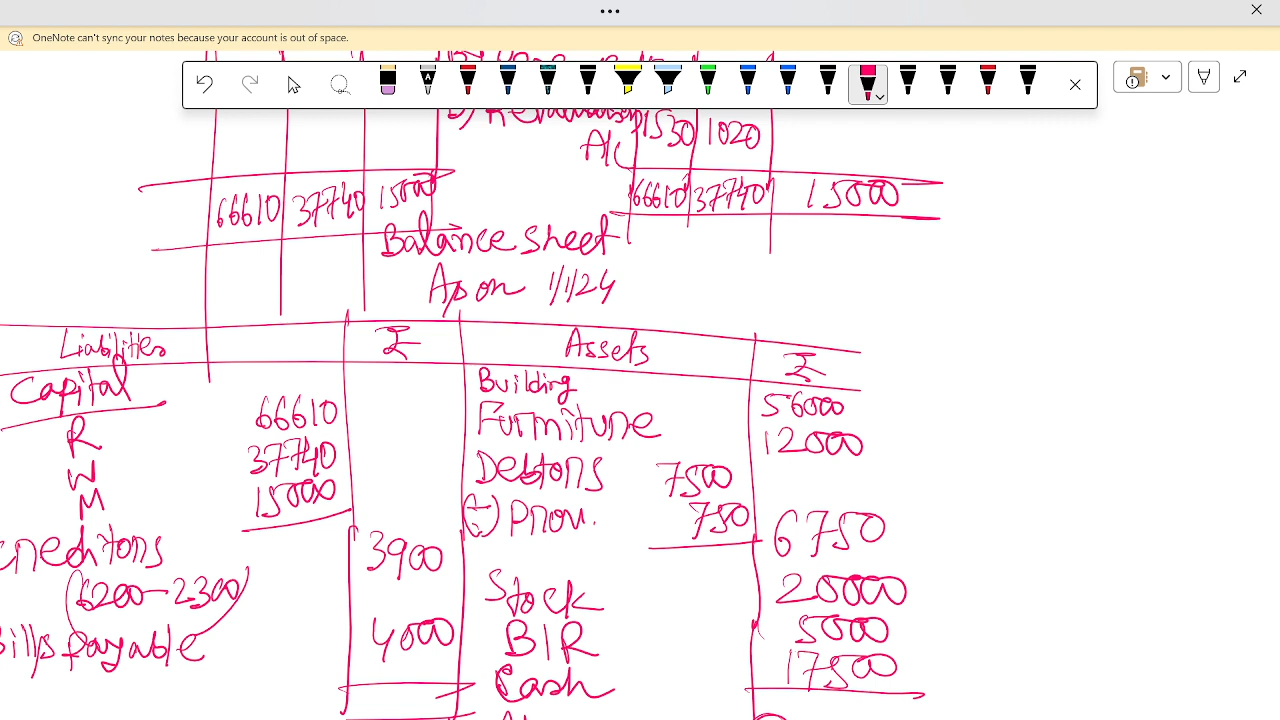 OneNote can't sync your notes because your account is out of space.
b) Revaluation 1530 1020
A/c
66610 37740 15000 66610 37740 15000
Balance Sheet
As on 1/1/24
Liabilities ₹ Assets ₹
Capital Building 56000
R 66610 Furniture 12000
W 37740 Debtors 7500
M 15000 (-) Prov. 750 6750
Creditors 3900
(6200-2300) Stock 20000
Bills payable 4000 B/R 5000
Cash 17500